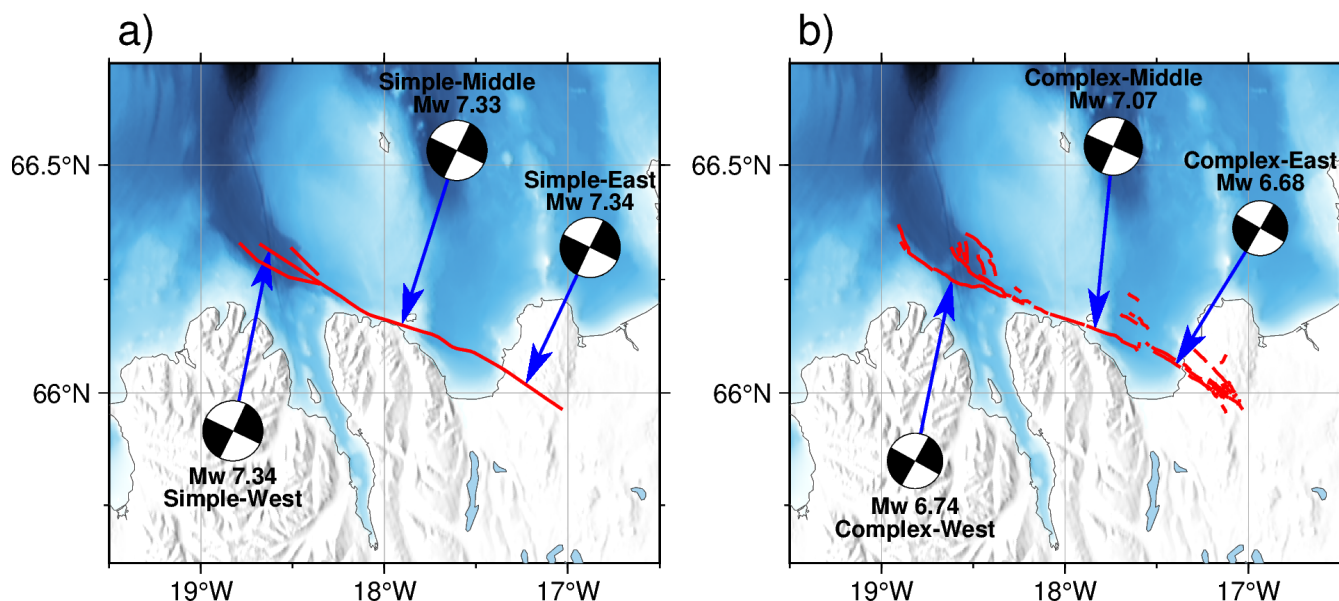 a)
Simple-Middle
Mw 7.33
Simple-East
Mw 7.34
Mw 7.34
Simple-West
66.5°N
66°N
19°W
18°W
17°W
b)
Complex-Middle
Mw 7.07
Complex-East
Mw 6.68
Mw 6.74
Complex-West
66.5°N
66°N
19°W
18°W
17°W